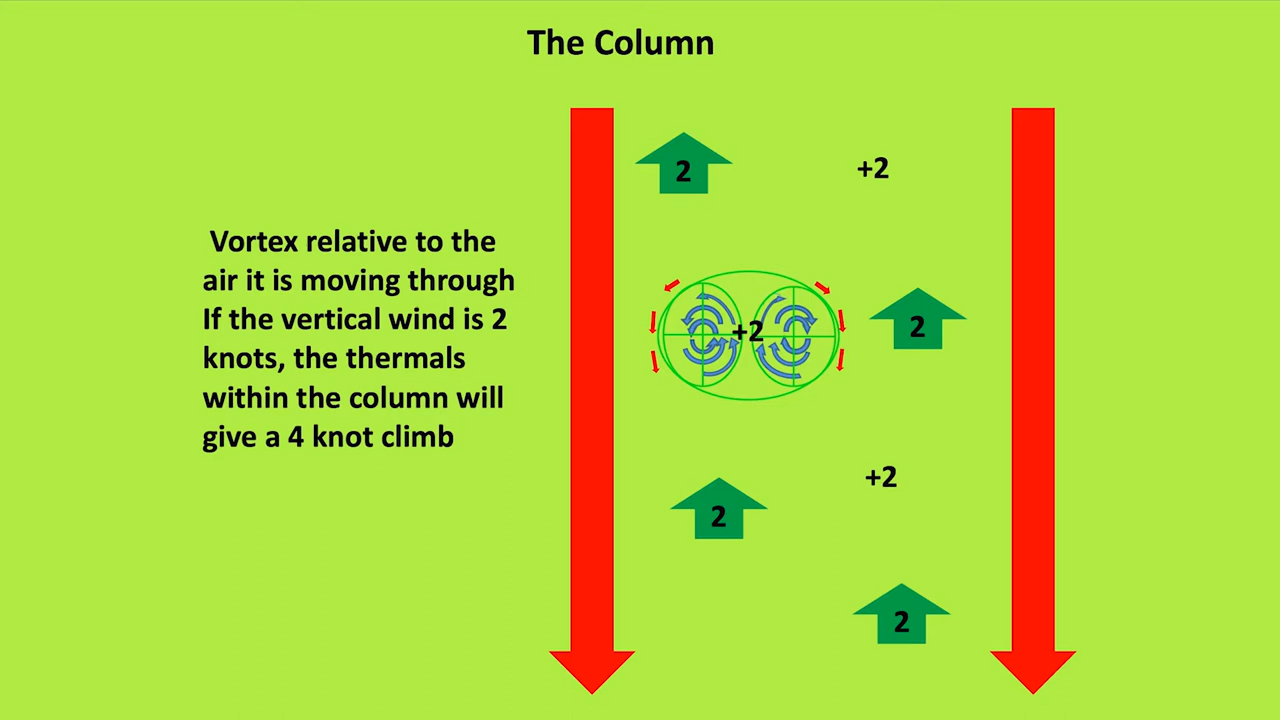 The Column
2
+2
Vortex relative to the
air it is moving through
If the vertical wind is 2
knots, the thermals
within the column will
give a 4 knot climb
+2
2
+2
2
2